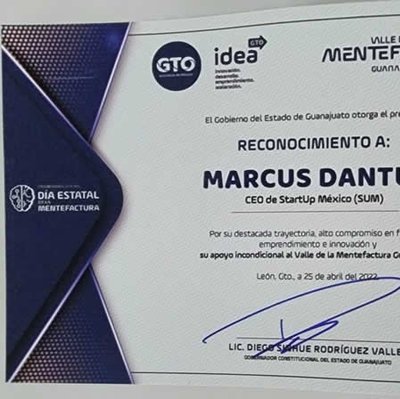 GTO
idea GTO
innovación.
desarrollo.
emprendimiento.
VALLE
MENTEF
GUANA
El Gobierno del Estado de Guanajuato otorga el pre
RECONOCIMIENTO A:
MARCUS DANTU
CEO de StartUp México (SUM)
DÍA ESTATAL
DE LA
MENTEFACTURA
Por su destacada trayectoria, alto compromiso en f
emprendimiento e innovación y
su apoyo incondicional al Valle de la Mentefactura G
León, Gto., a 25 de abril del 2022
LIC. DIEGO SINHUE RODRÍGUEZ VALLE
GOBERNADOR CONSTITUCIONAL DEL ESTADO DE GUANAJUATO